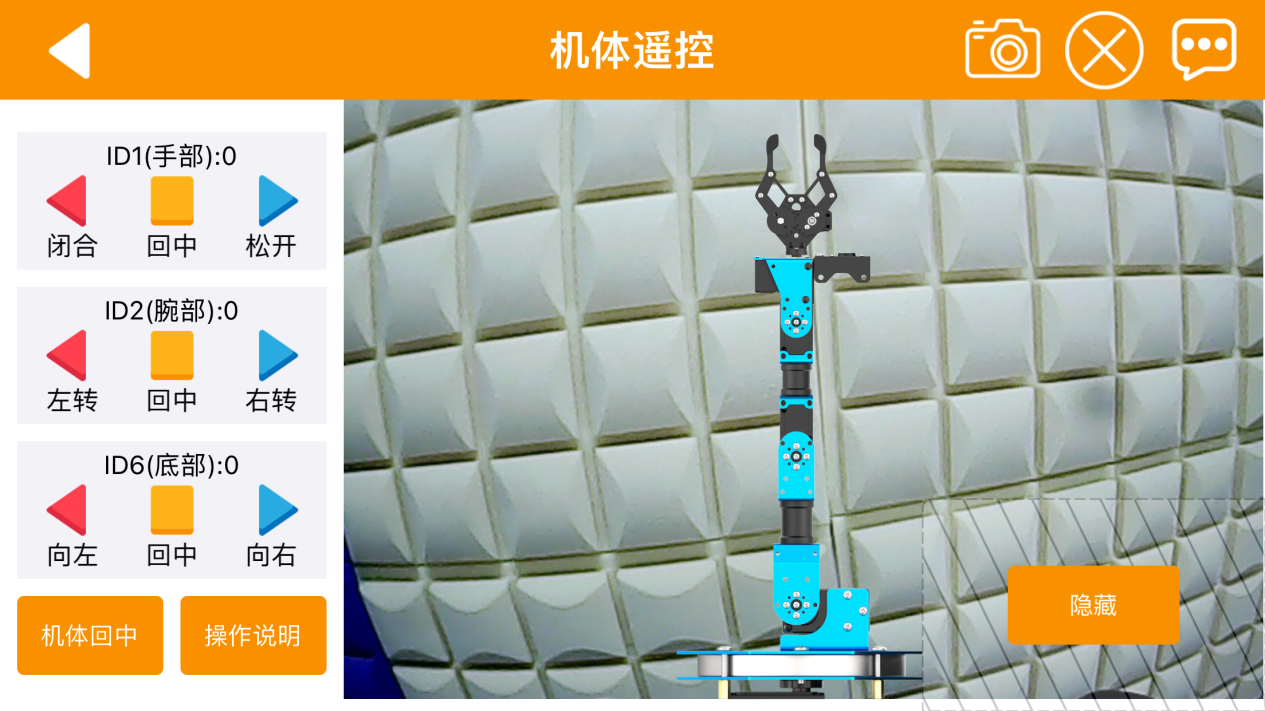 机体遥控
ID1(手部):0
闭合 回中 松开
ID2(腕部):0
左转 回中 右转
ID6(底部):0
向左 回中 向右
机体回中 操作说明
隐藏